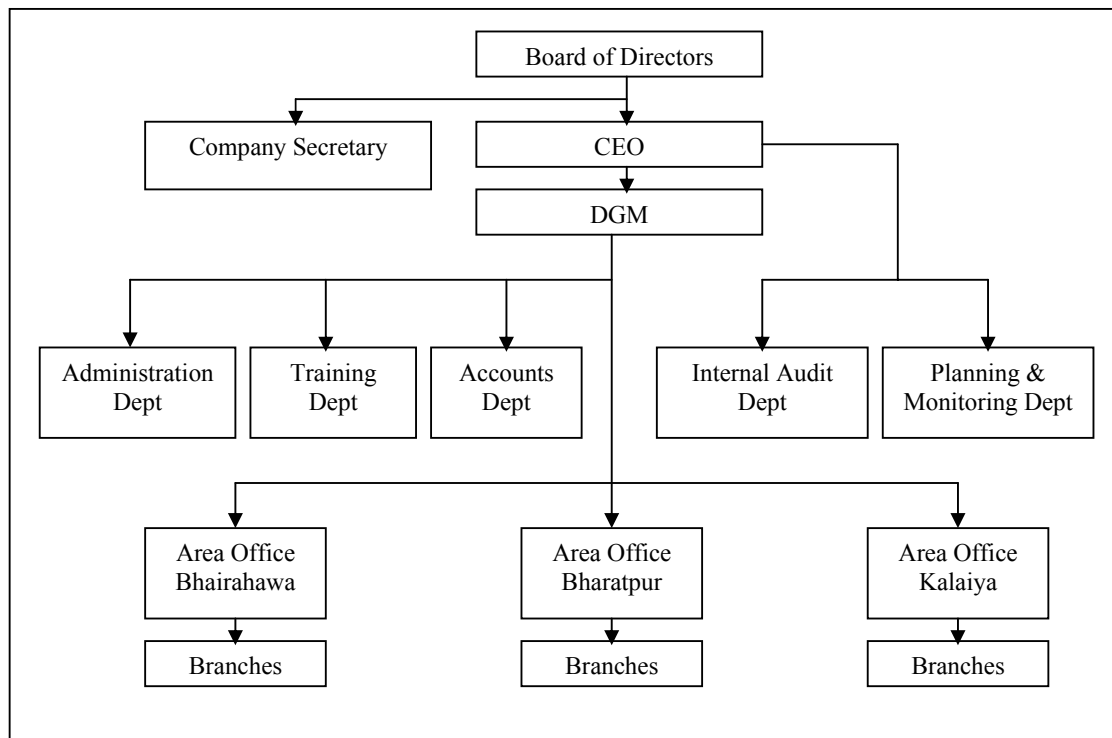 Board of Directors
Company Secretary
CEO
DGM
Administration
Dept
Training
Dept
Accounts
Dept
Internal Audit
Dept
Planning &
Monitoring Dept
Area Office
Bhairahawa
Area Office
Bharatpur
Area Office
Kalaiya
Branches
Branches
Branches